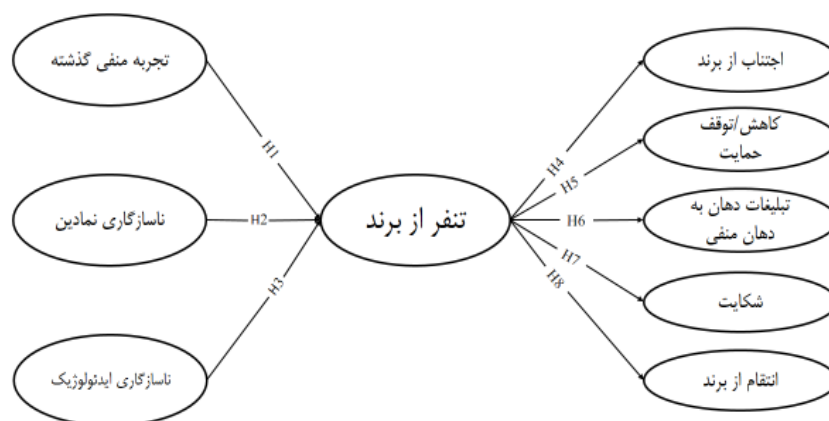 تجربه منفی گذشته
ناسازگاری نمادین
ناسازگاری ایدئولوژیک
H1
H2
H3
تنفر از برند
H4
H5
H6
H7
H8
اجتناب از برند
کاهش/توقف
حمایت
تبلیغات دهان به
دهان منفی
شکایت
انتقام از برند